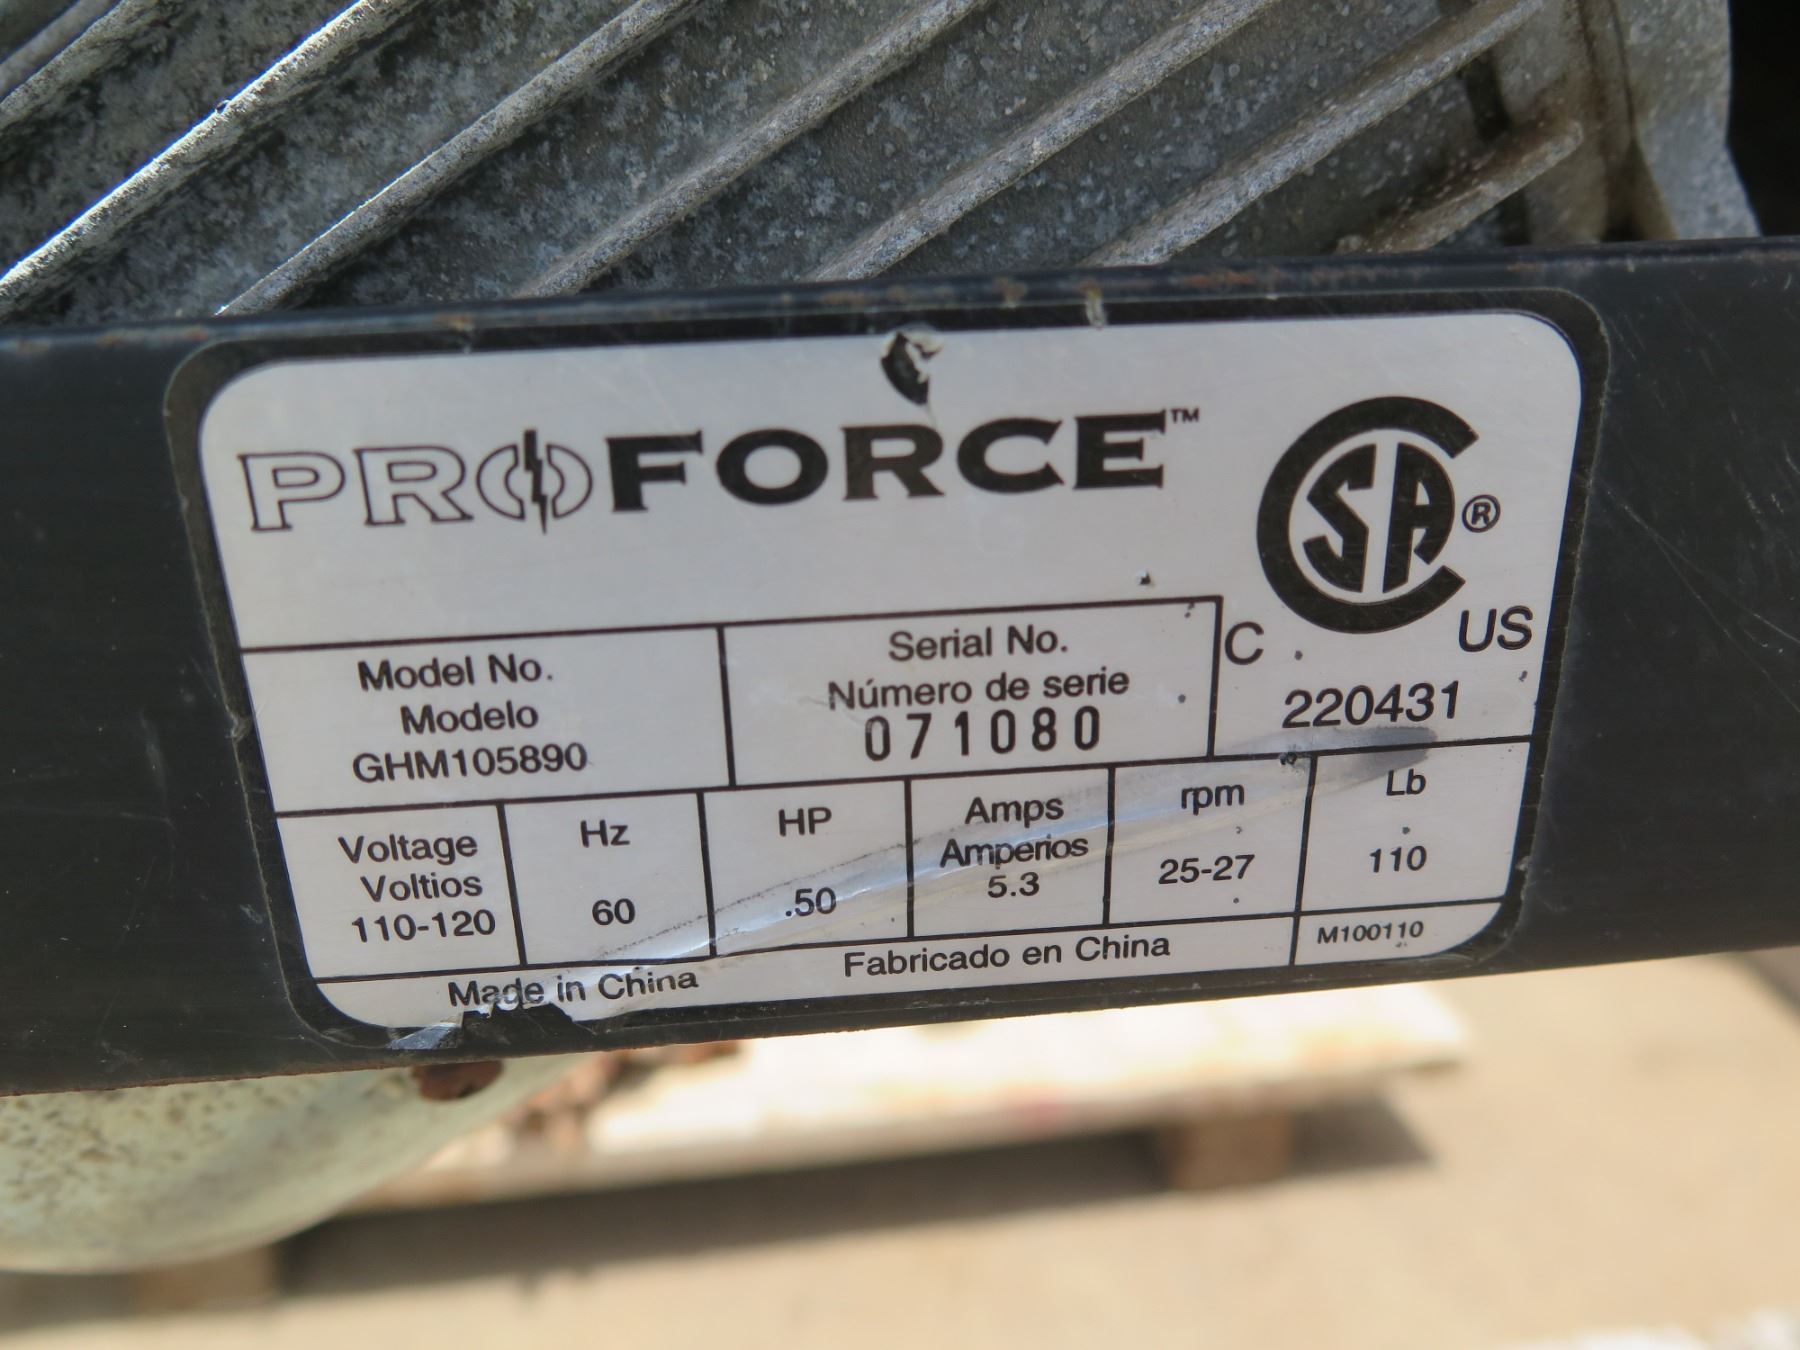 PROFORCE™
CSA®
C US
220431
Model No.
Modelo
GHM105890
Serial No.
Número de serie
071080
Voltage
Voltios
110-120
Hz
60
HP
.50
Amps
Amperios
5.3
rpm
25-27
Lb
110
Made in China
Fabricado en China
M100110